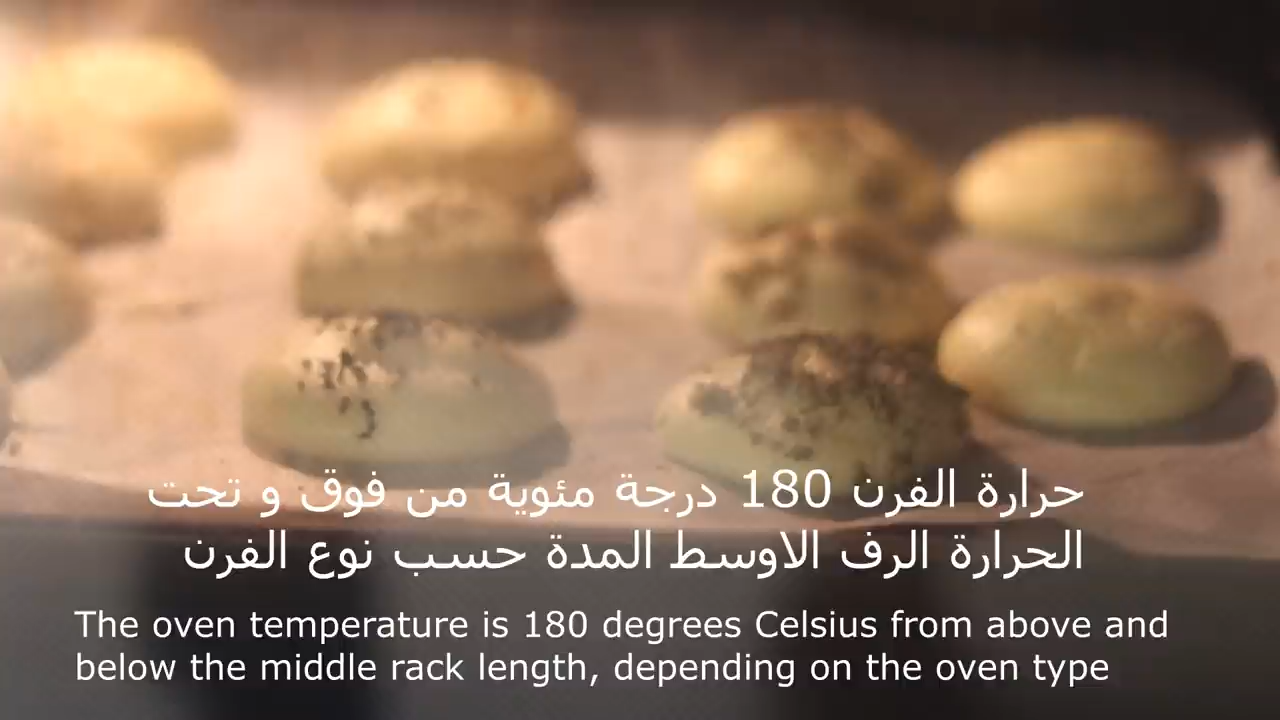 حرارة الفرن 180 درجة مئوية من فوق و تحت
الحرارة الرف الاوسط المدة حسب نوع الفرن
The oven temperature is 180 degrees Celsius from above and
below the middle rack length, depending on the oven type